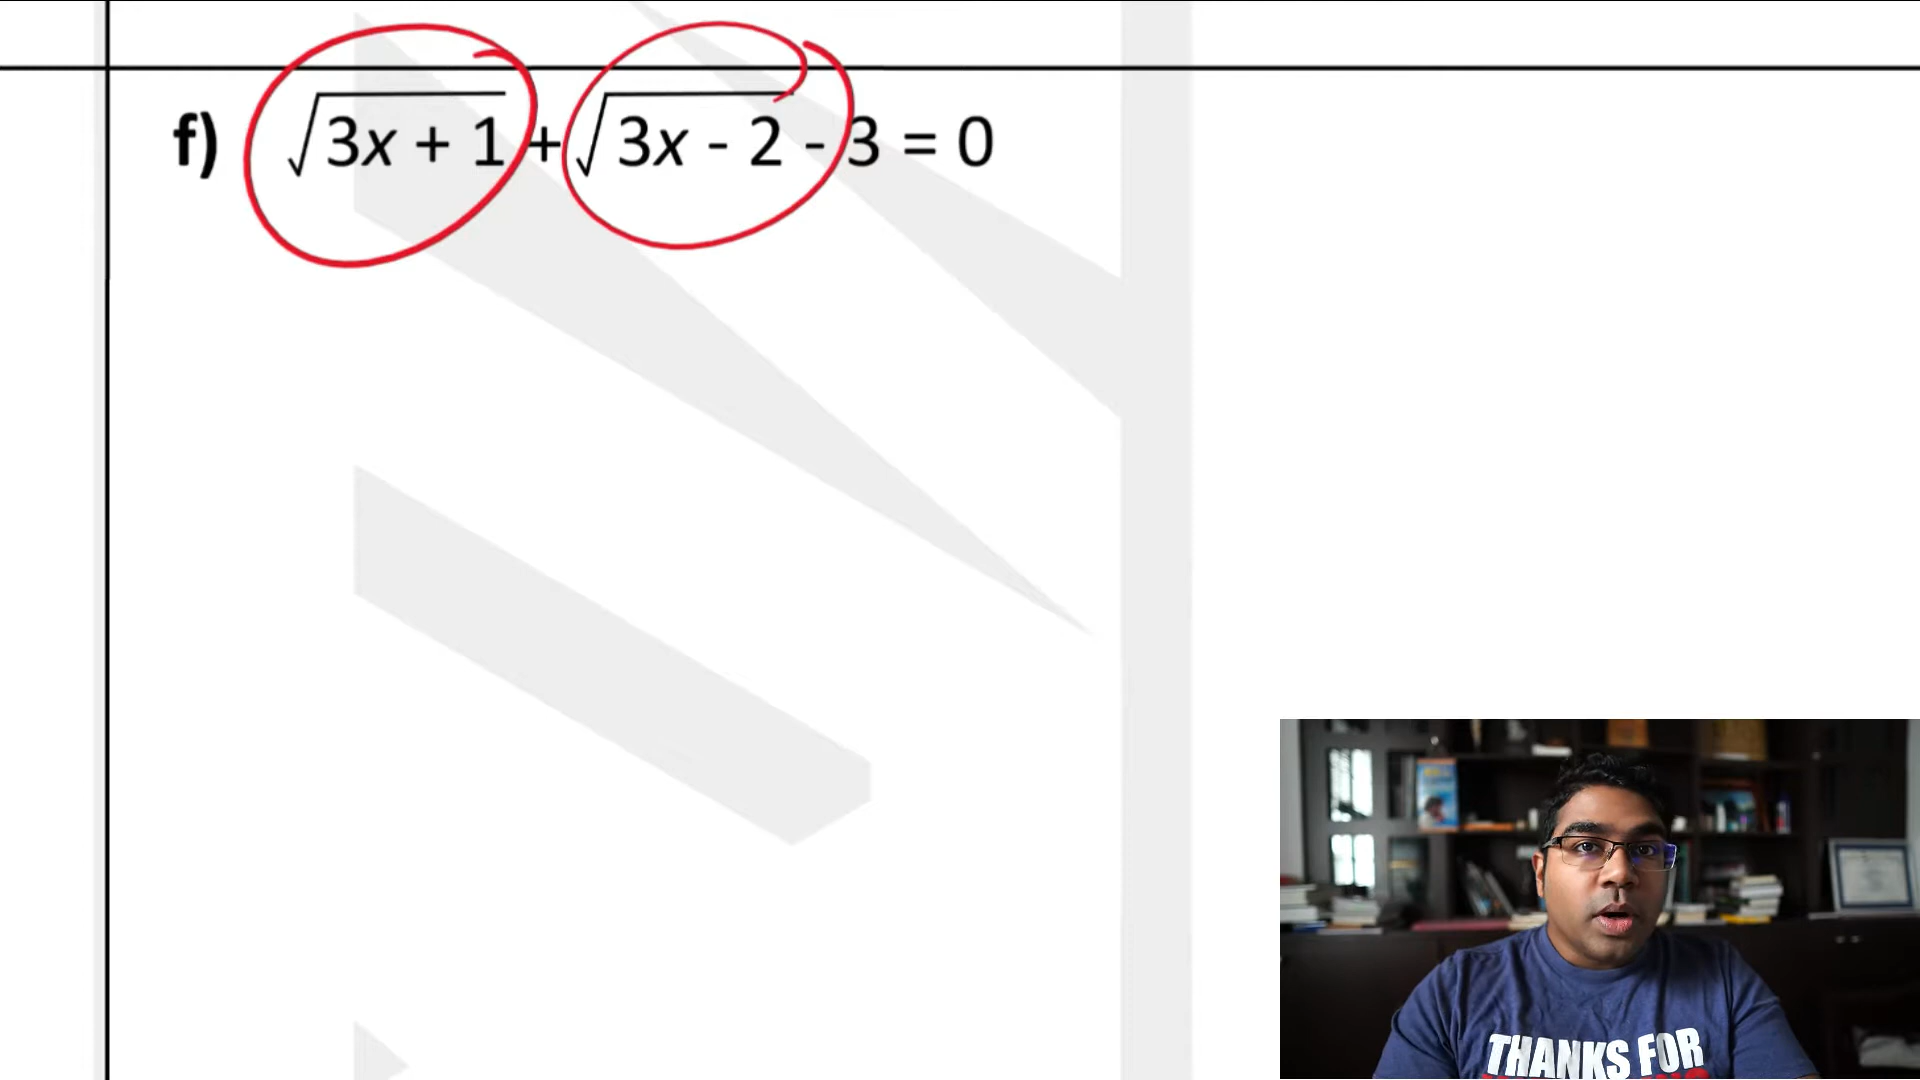 f) √3x + 1 + √3x - 2 - 3 = 0
THANKS FOR